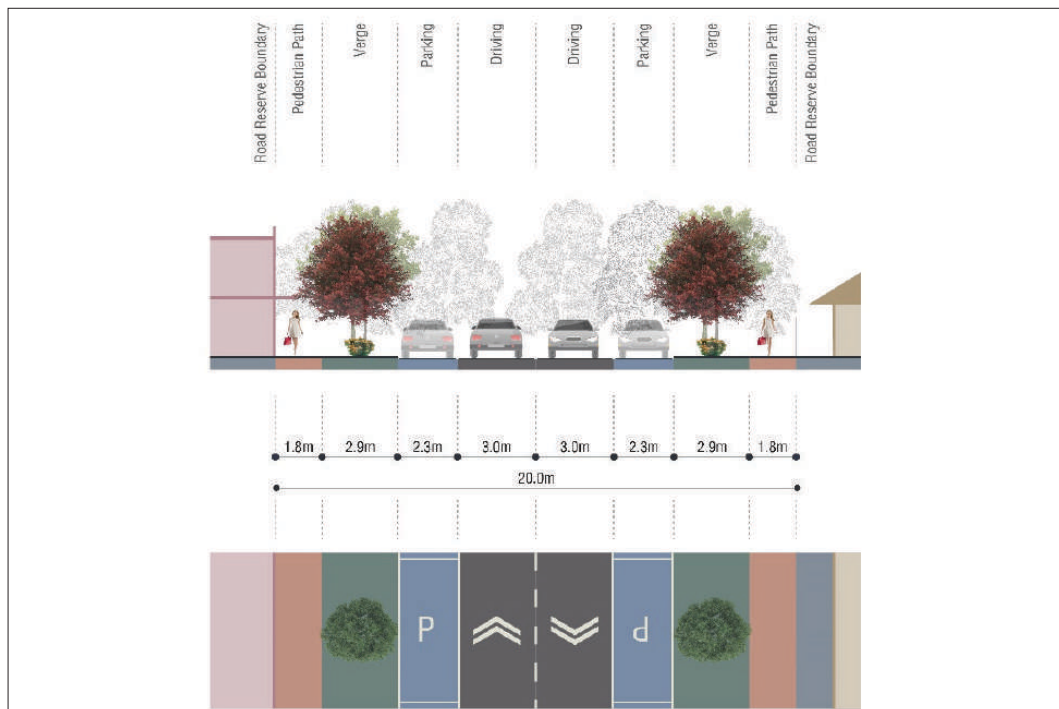 Road Reserve Boundary
Pedestrian Path
Verge
Parking
Driving
Driving
Parking
Verge
Pedestrian Path
Road Reserve Boundary
1.8m
2.9m
2.3m
3.0m
3.0m
2.3m
2.9m
1.8m
20.0m
P
P